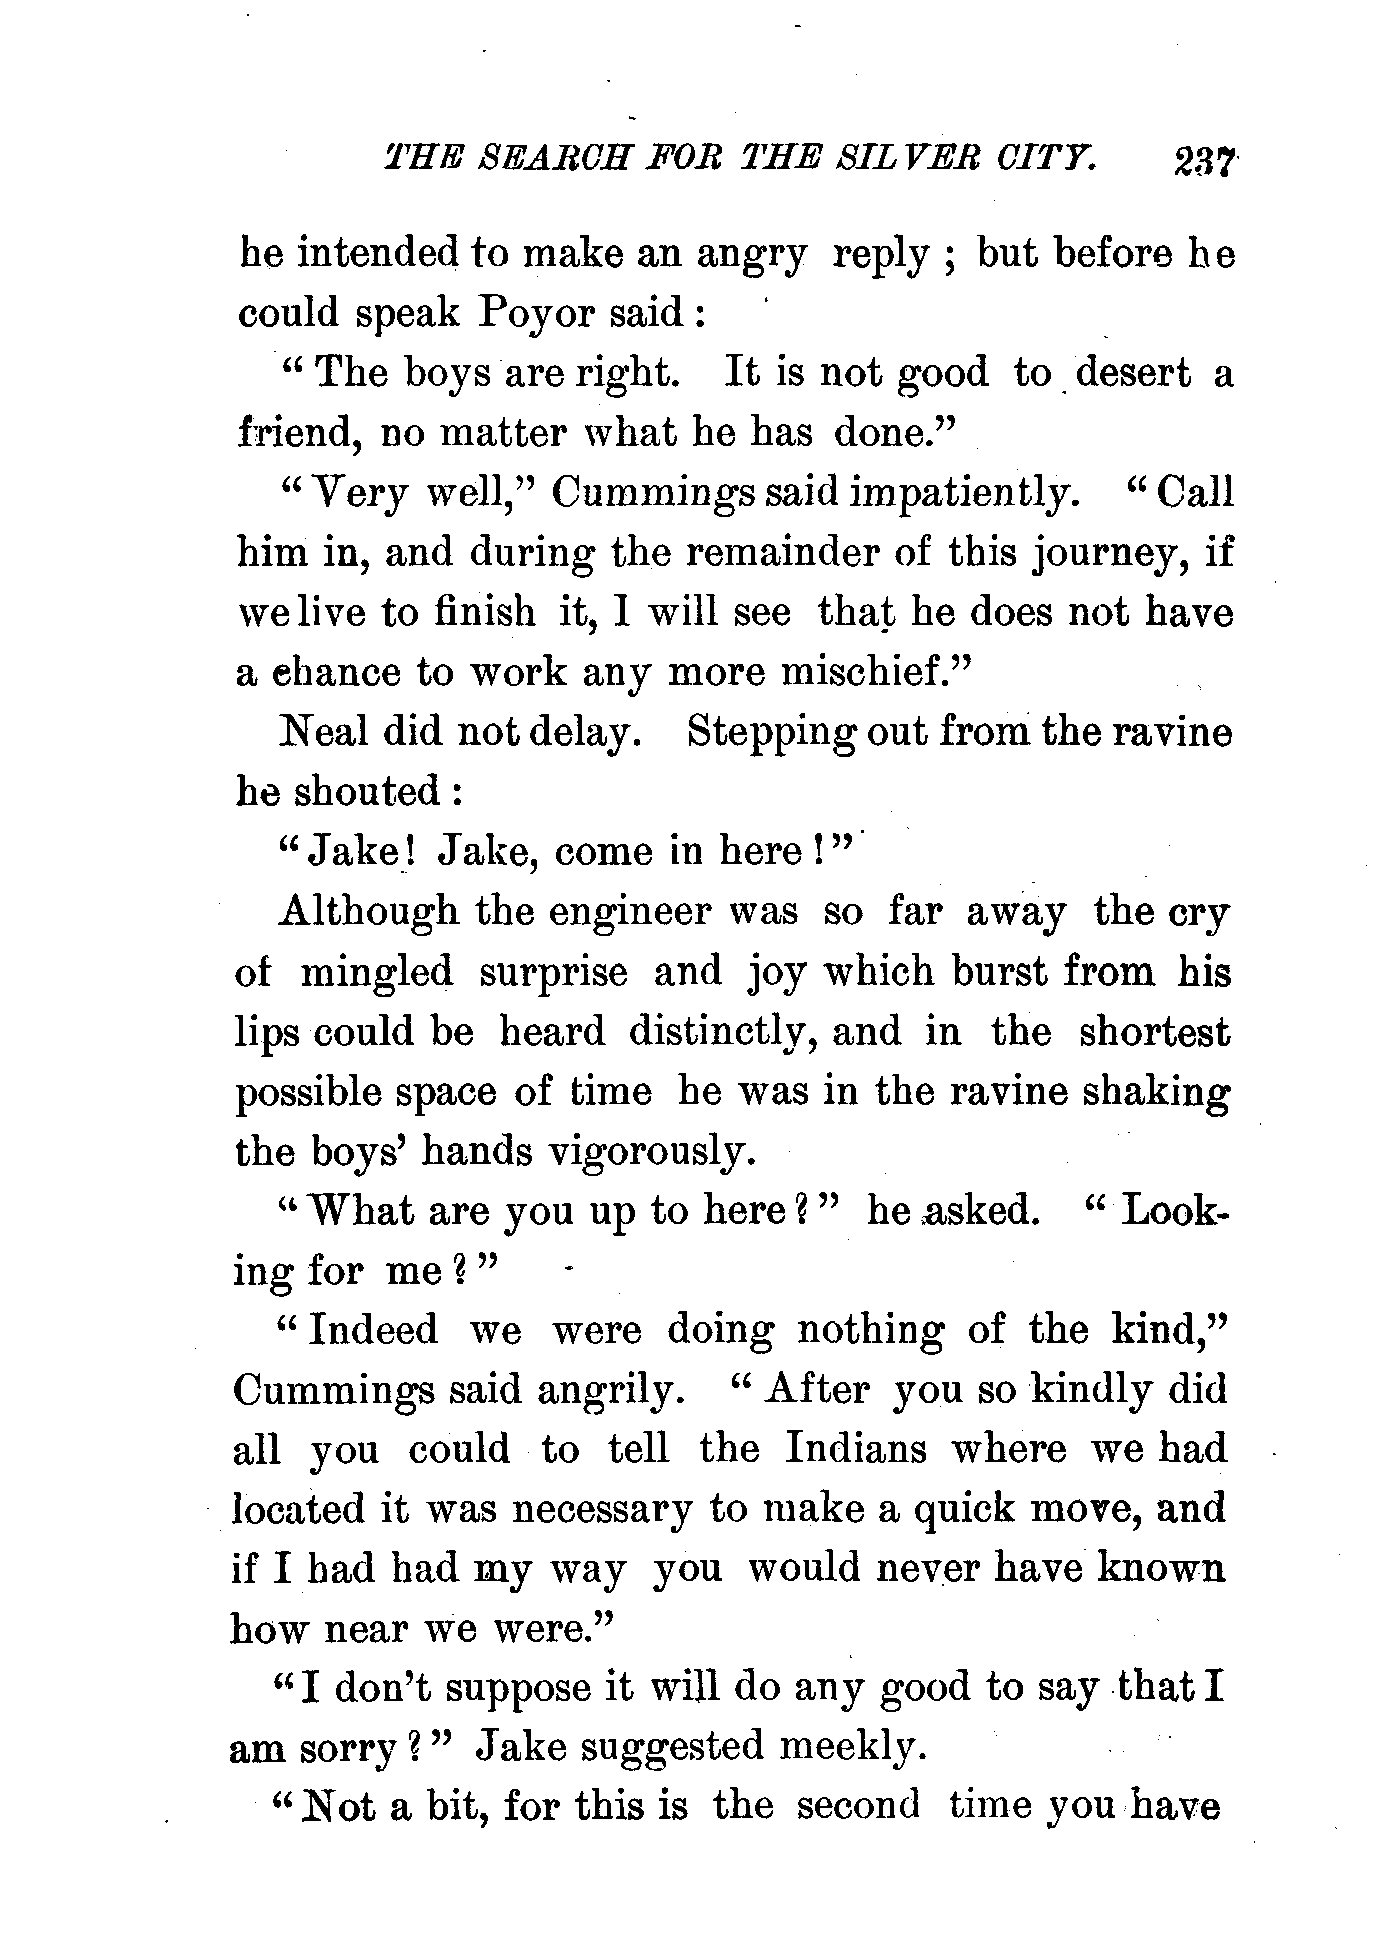 THE SEARCH FOR THE SILVER CITY. 237
he intended to make an angry reply ; but before he
could speak Poyor said :
“ The boys are right. It is not good to desert a
friend, no matter what he has done.”
“ Very well,” Cummings said impatiently. “ Call
him in, and during the remainder of this journey, if
we live to finish it, I will see that he does not have
a chance to work any more mischief.”
Neal did not delay. Stepping out from the ravine
he shouted :
“ Jake! Jake, come in here ! ”
Although the engineer was so far away the cry
of mingled surprise and joy which burst from his
lips could be heard distinctly, and in the shortest
possible space of time he was in the ravine shaking
the boys’ hands vigorously.
“ What are you up to here ? ” he asked. “ Look-
ing for me ? ”
“ Indeed we were doing nothing of the kind,”
Cummings said angrily. “ After you so kindly did
all you could to tell the Indians where we had
located it was necessary to make a quick move, and
if I had had my way you would never have known
how near we were.”
“ I don’t suppose it will do any good to say that I
am sorry ? ” Jake suggested meekly.
“ Not a bit, for this is the second time you have